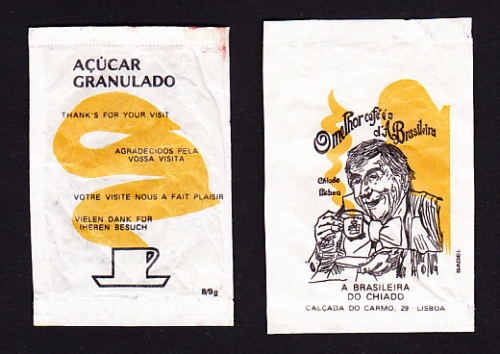 AÇÚCAR
GRANULADO
THANK'S FOR YOUR VISIT
AGRADECIDOS PELA
VOSSA VISITA
VOTRE VISITE NOUS A FAIT PLAISIR
VIELEN DANK FÜR
IHEREN BESUCH
8/9g
O melhor café é o
d'A Brasileira
Chiado
Lisboa
SADEL
A BRASILEIRA
DO CHIADO
CALÇADA DO CARMO, 29 - LISBOA